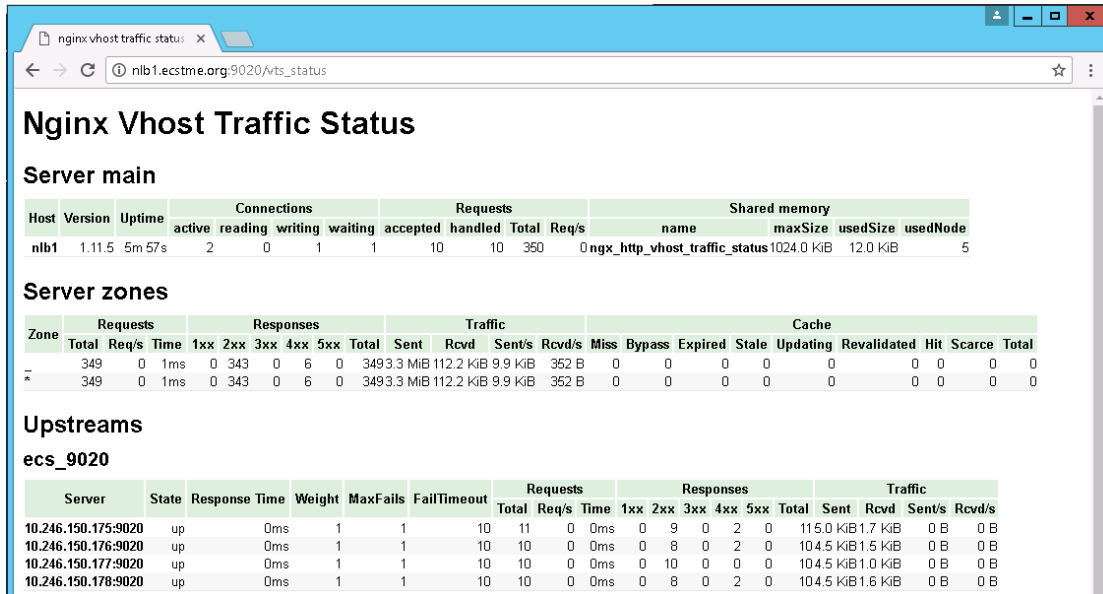 nginx vhost traffic status
nlb1.ecstme.org:9020/vts_status
Nginx Vhost Traffic Status
Server main
Host Version Uptime Connections Requests Shared memory
active reading writing waiting accepted handled Total Req/s name maxSize usedSize usedNode
nlb1 1.11.5 5m 57s 2 0 1 1 10 10 350 0 ngx_http_vhost_traffic_status 1024.0 KiB 12.0 KiB 5
Server zones
Zone Requests Responses Traffic Cache
Total Req/s Time 1xx 2xx 3xx 4xx 5xx Total Sent Rcvd Sent/s Rcvd/s Miss Bypass Expired Stale Updating Revalidated Hit Scarce Total
_ 349 0 1ms 0 343 0 6 0 349 3.3 MiB 112.2 KiB 9.9 KiB 352 B 0 0 0 0 0 0 0 0 0
* 349 0 1ms 0 343 0 6 0 349 3.3 MiB 112.2 KiB 9.9 KiB 352 B 0 0 0 0 0 0 0 0 0
Upstreams
ecs_9020
Server State Response Time Weight MaxFails FailTimeout Requests Responses Traffic
Total Req/s Time 1xx 2xx 3xx 4xx 5xx Total Sent Rcvd Sent/s Rcvd/s
10.246.150.175:9020 up 0ms 1 1 10 11 0 0ms 0 9 0 2 0 11 5.0 KiB 1.7 KiB 0 B 0 B
10.246.150.176:9020 up 0ms 1 1 10 10 0 0ms 0 8 0 2 0 10 4.5 KiB 1.5 KiB 0 B 0 B
10.246.150.177:9020 up 0ms 1 1 10 10 0 0ms 0 10 0 0 0 10 4.5 KiB 1.0 KiB 0 B 0 B
10.246.150.178:9020 up 0ms 1 1 10 10 0 0ms 0 8 0 2 0 10 4.5 KiB 1.6 KiB 0 B 0 B